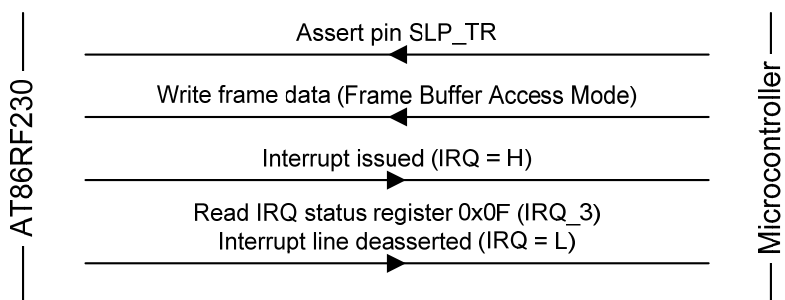 Assert pin SLP_TR
Write frame data (Frame Buffer Access Mode)
Interrupt issued (IRQ = H)
Read IRQ status register 0x0F (IRQ_3)
Interrupt line deasserted (IRQ = L)
AT86RF230
Microcontroller